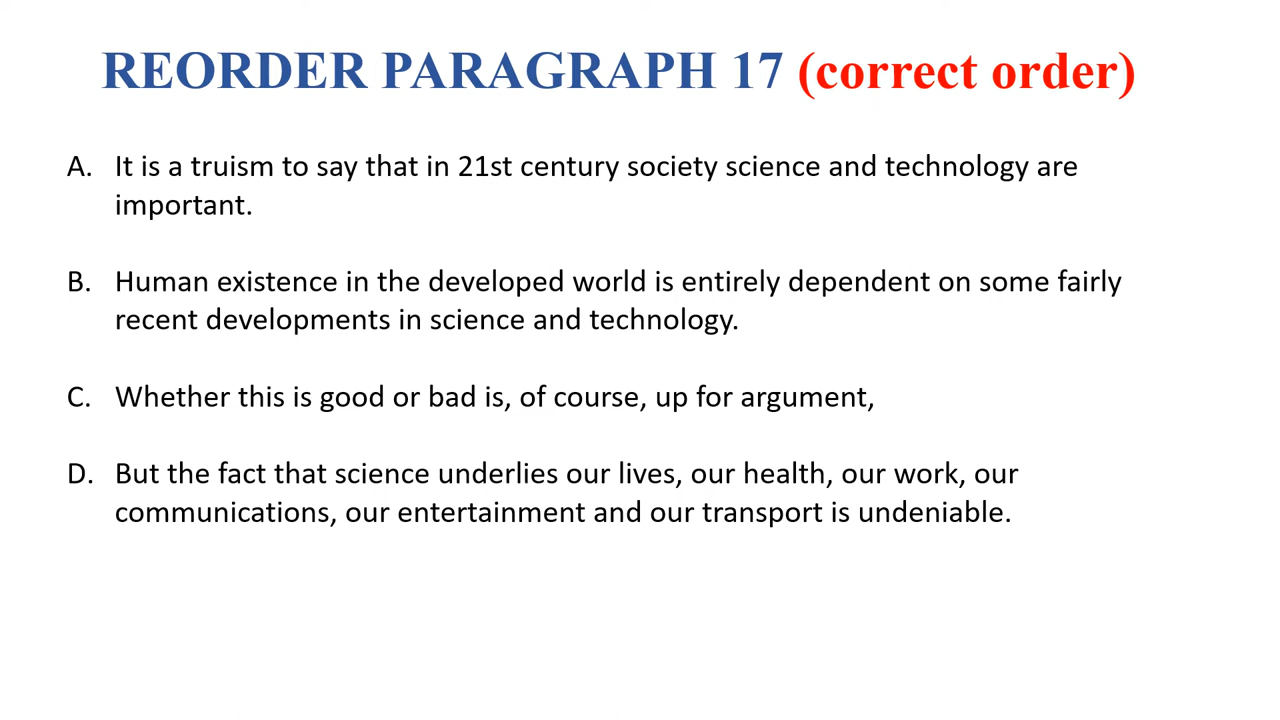 REORDER PARAGRAPH 17 (correct order)
A. It is a truism to say that in 21st century society science and technology are
important.
B. Human existence in the developed world is entirely dependent on some fairly
recent developments in science and technology.
C. Whether this is good or bad is, of course, up for argument,
D. But the fact that science underlies our lives, our health, our work, our
communications, our entertainment and our transport is undeniable.